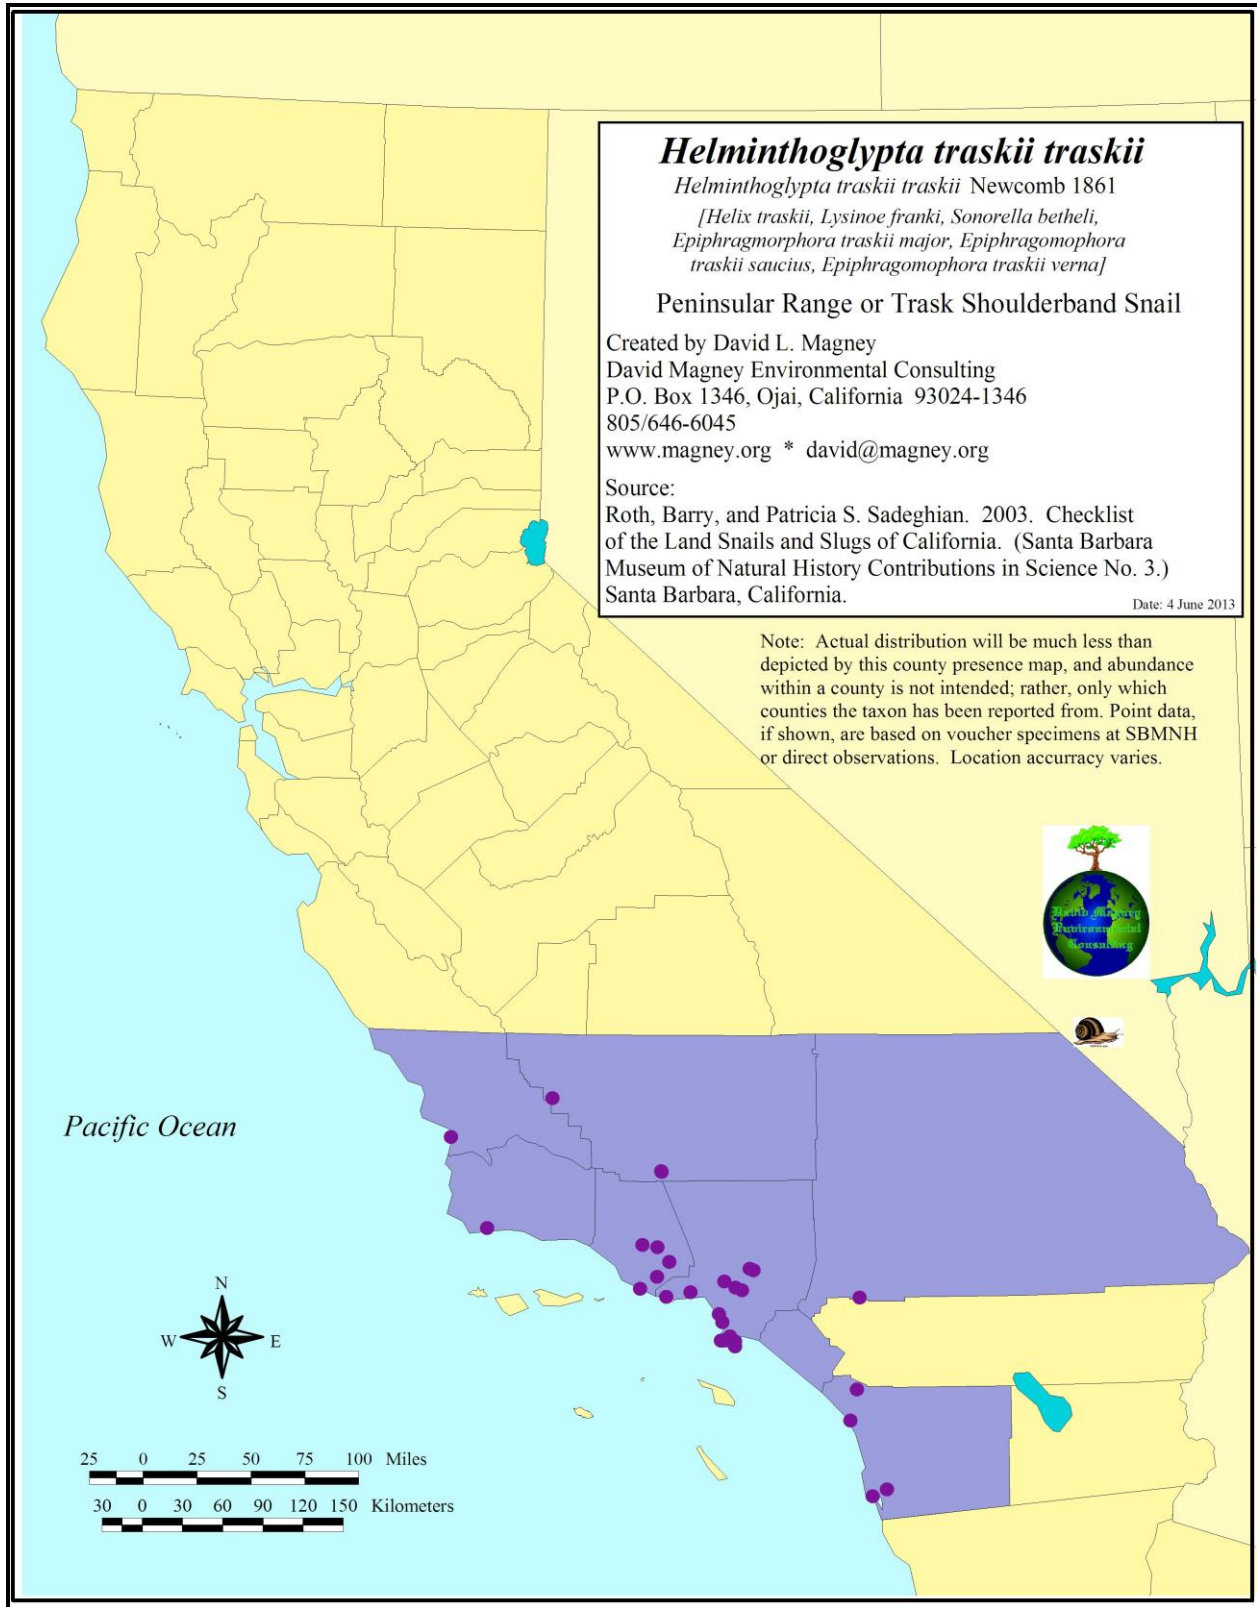 Helminthoglypta traskii traskii
Helminthoglypta traskii traskii Newcomb 1861
[Helix traskii, Lysinoe franki, Sonorella betheli,
Epiphragmorphora traskii major, Epiphragomophora
traskii saucius, Epiphragomophora traskii verna]
Peninsular Range or Trask Shoulderband Snail
Created by David L. Magney
David Magney Environmental Consulting
P.O. Box 1346, Ojai, California 93024-1346
805/646-6045
www.magney.org * david@magney.org
Source:
Roth, Barry, and Patricia S. Sadeghian. 2003. Checklist
of the Land Snails and Slugs of California. (Santa Barbara
Museum of Natural History Contributions in Science No. 3.)
Santa Barbara, California.
Date: 4 June 2013
Note: Actual distribution will be much less than
depicted by this county presence map, and abundance
within a county is not intended; rather, only which
counties the taxon has been reported from. Point data,
if shown, are based on voucher specimens at SBMNH
or direct observations. Location accurracy varies.
David Magney
Environmental
Consulting
Pacific Ocean
N
W E
S
25 0 25 50 75 100 Miles
30 0 30 60 90 120 150 Kilometers